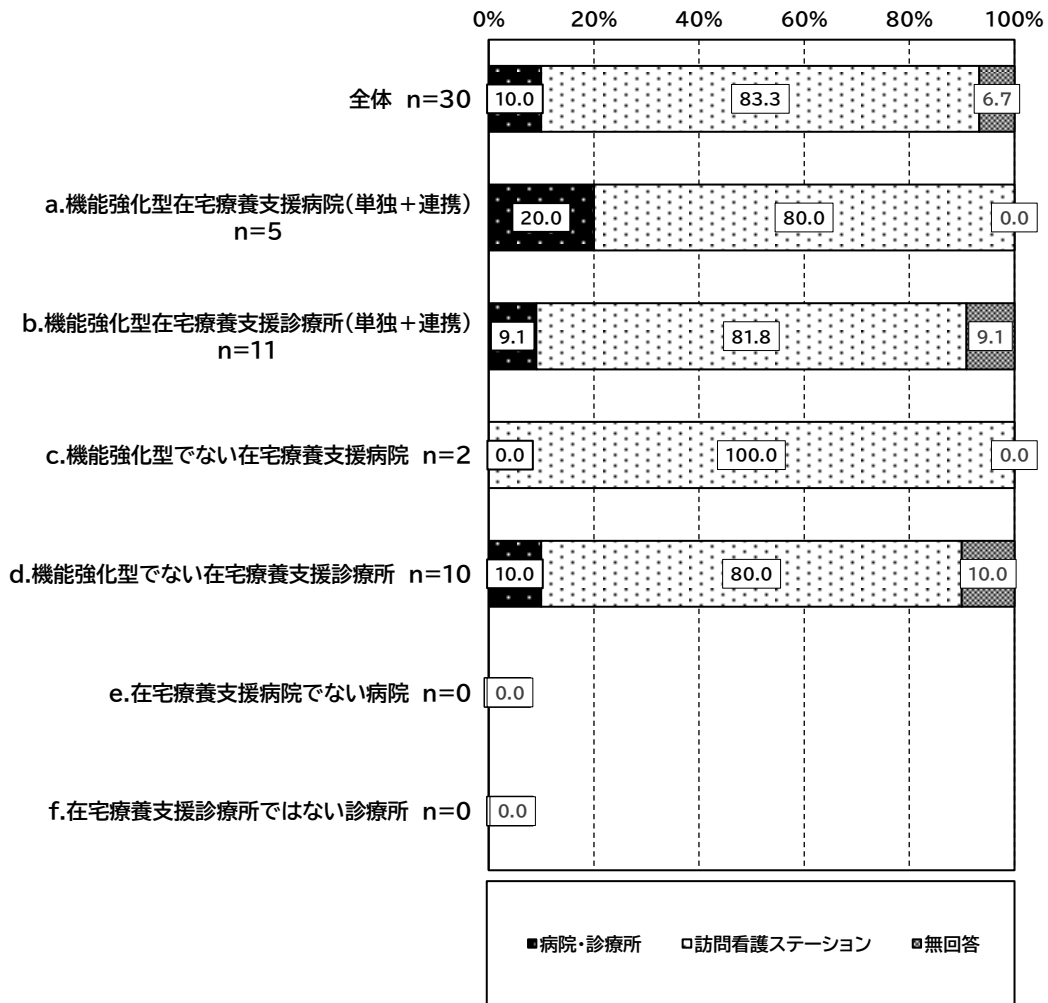 0% 20% 40% 60% 80% 100%
全体 n=30
10.0 83.3 6.7
a.機能強化型在宅療養支援病院(単独＋連携)
n=5
20.0 80.0 0.0
b.機能強化型在宅療養支援診療所(単独＋連携)
n=11
9.1 81.8 9.1
c.機能強化型でない在宅療養支援病院 n=2
0.0 100.0 0.0
d.機能強化型でない在宅療養支援診療所 n=10
10.0 80.0 10.0
e.在宅療養支援病院でない病院 n=0
0.0
f.在宅療養支援診療所ではない診療所 n=0
0.0
病院・診療所 訪問看護ステーション 無回答